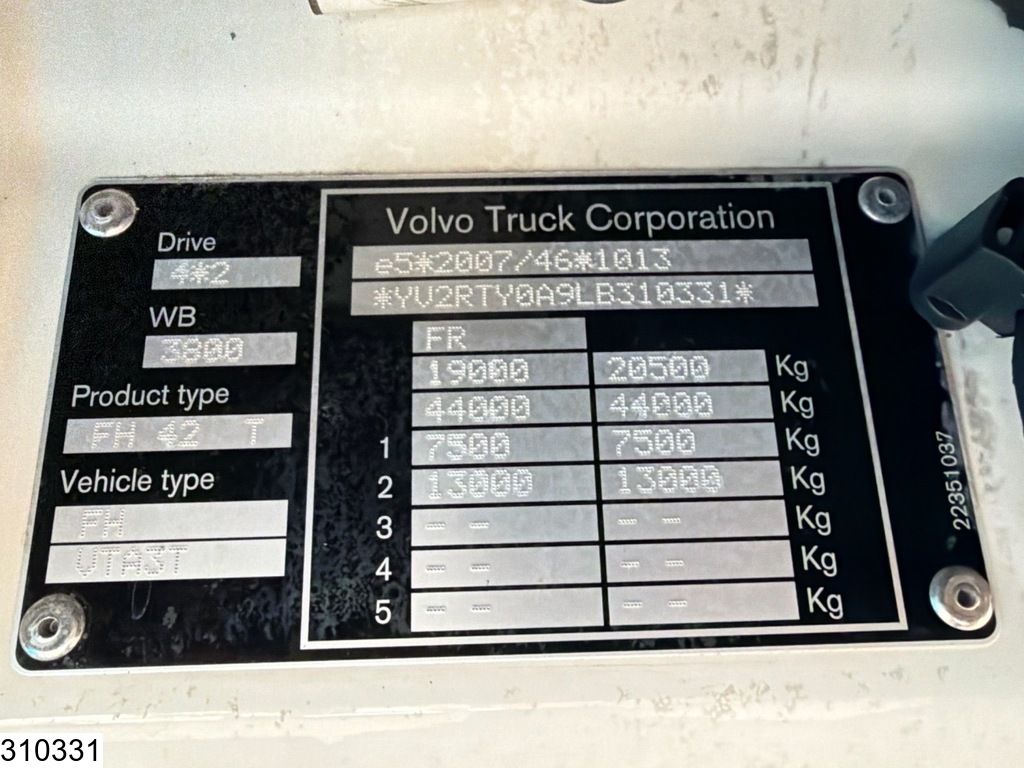 Drive
4*2
WB
3800
Product type
FH 42 T
Vehicle type
FH
VTA3T
Volvo Truck Corporation
e5*2007/46*1013
*YV2RTY0A9LB310331*
FR
19000 20500 Kg
44000 44000 Kg
1 7500 7500 Kg
2 13000 13000 Kg
3 -- -- -- -- Kg
4 -- -- -- -- Kg
5 -- -- -- -- Kg
22351037
310331